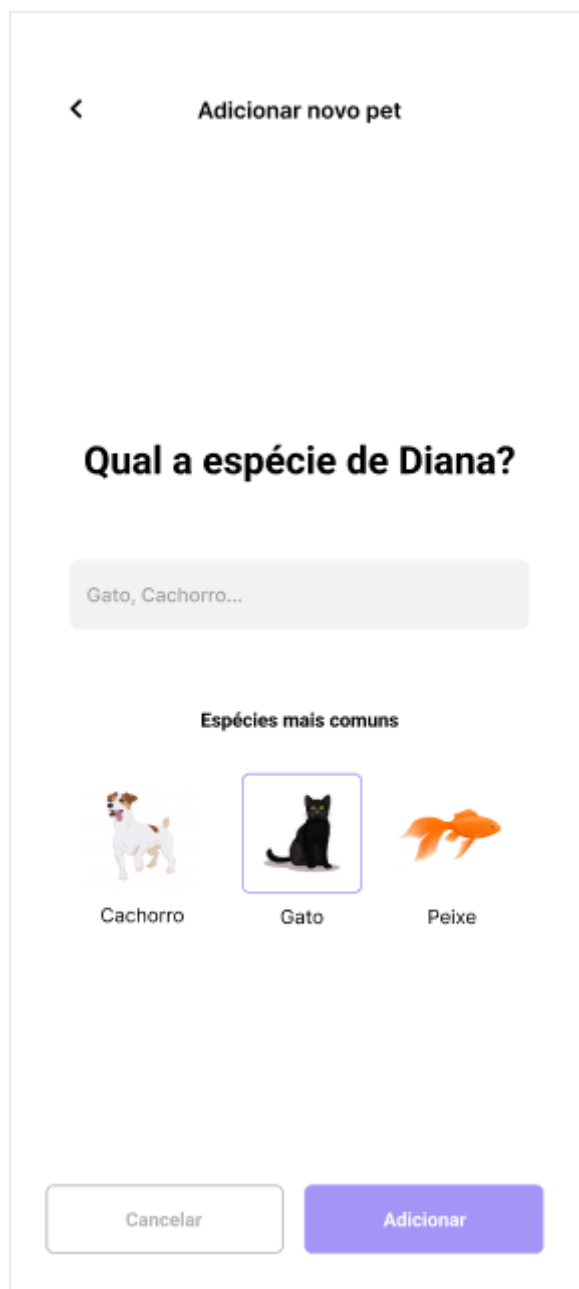 Adicionar novo pet
Qual a espécie de Diana?
Gato, Cachorro...
Espécies mais comuns
Cachorro
Gato
Peixe
Cancelar
Adicionar